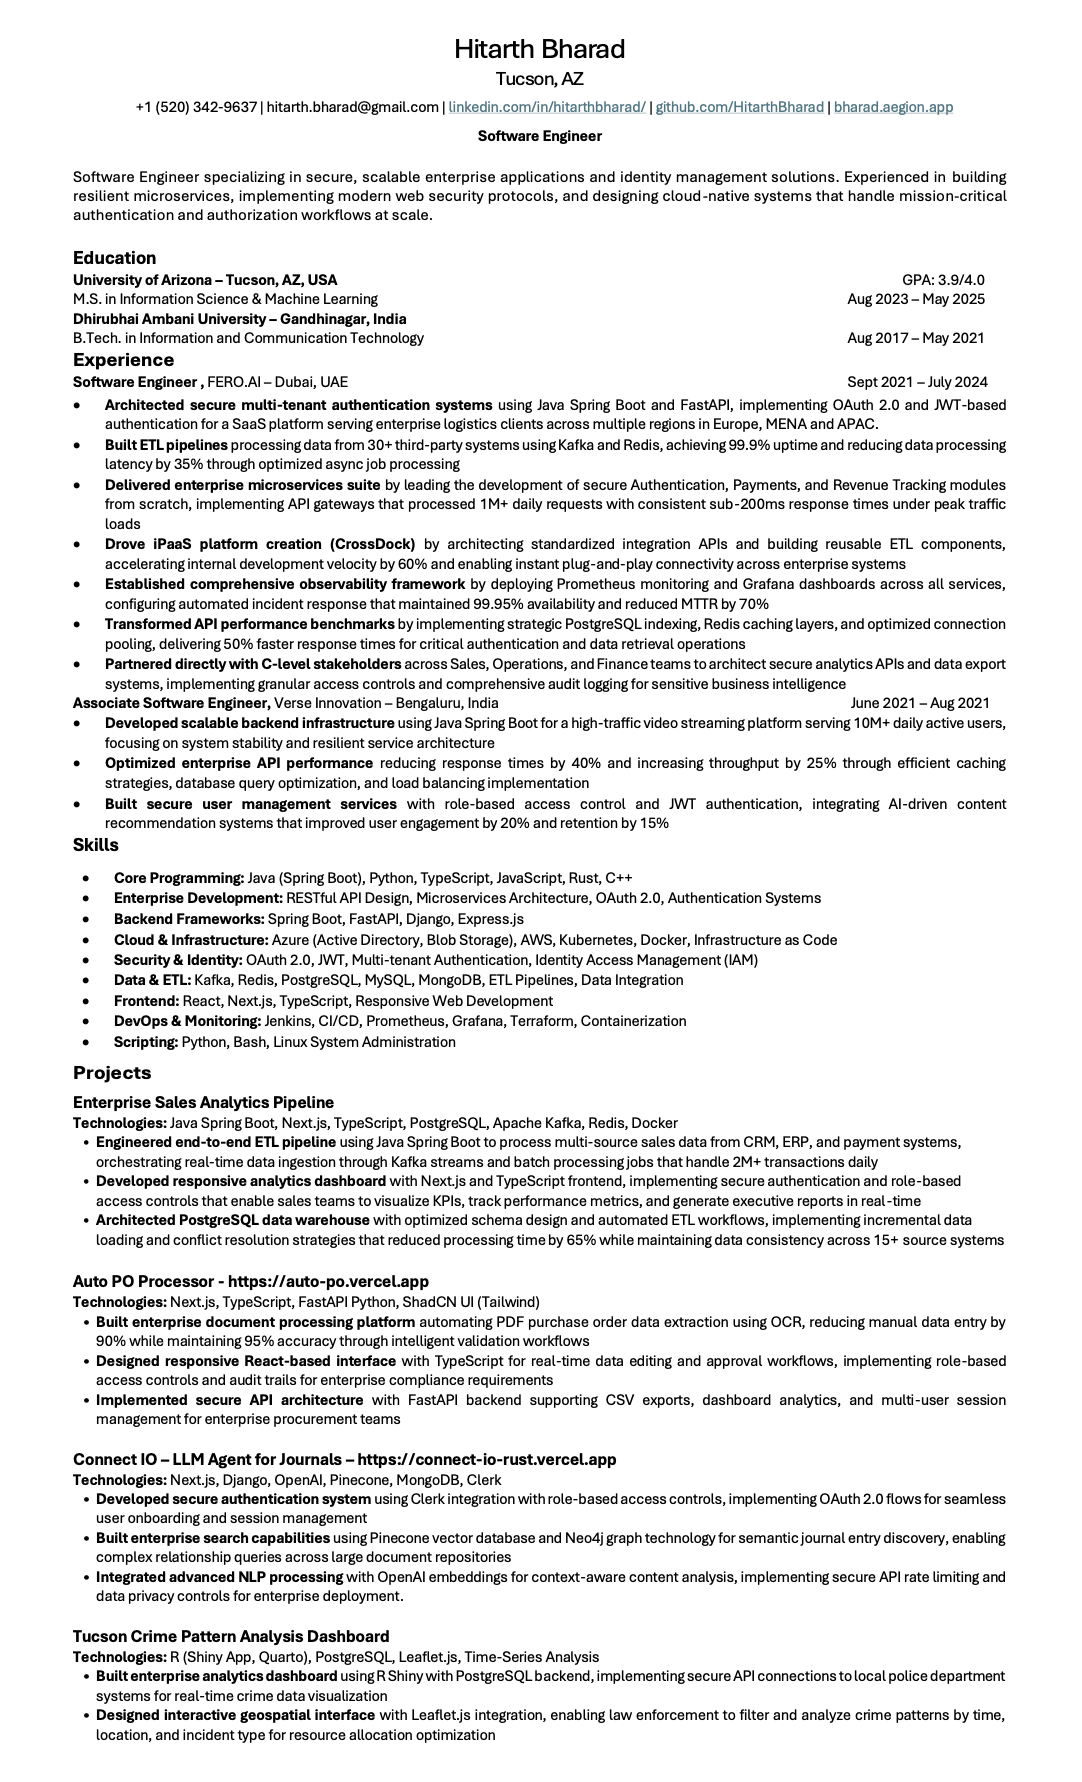 Hitarth Bharad
Tucson, AZ
+1 (520) 342-9637 | hitarth.bharad@gmail.com | linkedin.com/in/hitarthbharad/ | github.com/HitarthBharad | bharad.aegion.app
Software Engineer
Software Engineer specializing in secure, scalable enterprise applications and identity management solutions. Experienced in building
resilient microservices, implementing modern web security protocols, and designing cloud-native systems that handle mission-critical
authentication and authorization workflows at scale.
Education
University of Arizona – Tucson, AZ, USA GPA: 3.9/4.0
M.S. in Information Science & Machine Learning Aug 2023 – May 2025
Dhirubhai Ambani University – Gandhinagar, India
B.Tech. in Information and Communication Technology Aug 2017 – May 2021
Experience
Software Engineer , FERO.AI – Dubai, UAE Sept 2021 – July 2024
• Architected secure multi-tenant authentication systems using Java Spring Boot and FastAPI, implementing OAuth 2.0 and JWT-based
authentication for a SaaS platform serving enterprise logistics clients across multiple regions in Europe, MENA and APAC.
• Built ETL pipelines processing data from 30+ third-party systems using Kafka and Redis, achieving 99.9% uptime and reducing data processing
latency by 35% through optimized async job processing
• Delivered enterprise microservices suite by leading the development of secure Authentication, Payments, and Revenue Tracking modules
from scratch, implementing API gateways that processed 1M+ daily requests with consistent sub-200ms response times under peak traffic
loads
• Drove iPaaS platform creation (CrossDock) by architecting standardized integration APIs and building reusable ETL components,
accelerating internal development velocity by 60% and enabling instant plug-and-play connectivity across enterprise systems
• Established comprehensive observability framework by deploying Prometheus monitoring and Grafana dashboards across all services,
configuring automated incident response that maintained 99.95% availability and reduced MTTR by 70%
• Transformed API performance benchmarks by implementing strategic PostgreSQL indexing, Redis caching layers, and optimized connection
pooling, delivering 50% faster response times for critical authentication and data retrieval operations
• Partnered directly with C-level stakeholders across Sales, Operations, and Finance teams to architect secure analytics APIs and data export
systems, implementing granular access controls and comprehensive audit logging for sensitive business intelligence
Associate Software Engineer, Verse Innovation – Bengaluru, India June 2021 – Aug 2021
• Developed scalable backend infrastructure using Java Spring Boot for a high-traffic video streaming platform serving 10M+ daily active users,
focusing on system stability and resilient service architecture
• Optimized enterprise API performance reducing response times by 40% and increasing throughput by 25% through efficient caching
strategies, database query optimization, and load balancing implementation
• Built secure user management services with role-based access control and JWT authentication, integrating AI-driven content
recommendation systems that improved user engagement by 20% and retention by 15%
Skills
• Core Programming: Java (Spring Boot), Python, TypeScript, JavaScript, Rust, C++
• Enterprise Development: RESTful API Design, Microservices Architecture, OAuth 2.0, Authentication Systems
• Backend Frameworks: Spring Boot, FastAPI, Django, Express.js
• Cloud & Infrastructure: Azure (Active Directory, Blob Storage), AWS, Kubernetes, Docker, Infrastructure as Code
• Security & Identity: OAuth 2.0, JWT, Multi-tenant Authentication, Identity Access Management (IAM)
• Data & ETL: Kafka, Redis, PostgreSQL, MySQL, MongoDB, ETL Pipelines, Data Integration
• Frontend: React, Next.js, TypeScript, Responsive Web Development
• DevOps & Monitoring: Jenkins, CI/CD, Prometheus, Grafana, Terraform, Containerization
• Scripting: Python, Bash, Linux System Administration
Projects
Enterprise Sales Analytics Pipeline
Technologies: Java Spring Boot, Next.js, TypeScript, PostgreSQL, Apache Kafka, Redis, Docker
• Engineered end-to-end ETL pipeline using Java Spring Boot to process multi-source sales data from CRM, ERP, and payment systems,
orchestrating real-time data ingestion through Kafka streams and batch processing jobs that handle 2M+ transactions daily
• Developed responsive analytics dashboard with Next.js and TypeScript frontend, implementing secure authentication and role-based
access controls that enable sales teams to visualize KPIs, track performance metrics, and generate executive reports in real-time
• Architected PostgreSQL data warehouse with optimized schema design and automated ETL workflows, implementing incremental data
loading and conflict resolution strategies that reduced processing time by 65% while maintaining data consistency across 15+ source systems
Auto PO Processor - https://auto-po.vercel.app
Technologies: Next.js, TypeScript, FastAPI Python, ShadCN UI (Tailwind)
• Built enterprise document processing platform automating PDF purchase order data extraction using OCR, reducing manual data entry by
90% while maintaining 95% accuracy through intelligent validation workflows
• Designed responsive React-based interface with TypeScript for real-time data editing and approval workflows, implementing role-based
access controls and audit trails for enterprise compliance requirements
• Implemented secure API architecture with FastAPI backend supporting CSV exports, dashboard analytics, and multi-user session
management for enterprise procurement teams
Connect IO – LLM Agent for Journals – https://connect-io-rust.vercel.app
Technologies: Next.js, Django, OpenAI, Pinecone, MongoDB, Clerk
• Developed secure authentication system using Clerk integration with role-based access controls, implementing OAuth 2.0 flows for seamless
user onboarding and session management
• Built enterprise search capabilities using Pinecone vector database and Neo4j graph technology for semantic journal entry discovery, enabling
complex relationship queries across large document repositories
• Integrated advanced NLP processing with OpenAI embeddings for context-aware content analysis, implementing secure API rate limiting and
data privacy controls for enterprise deployment.
Tucson Crime Pattern Analysis Dashboard
Technologies: R (Shiny App, Quarto), PostgreSQL, Leaflet.js, Time-Series Analysis
• Built enterprise analytics dashboard using R Shiny with PostgreSQL backend, implementing secure API connections to local police department
systems for real-time crime data visualization
• Designed interactive geospatial interface with Leaflet.js integration, enabling law enforcement to filter and analyze crime patterns by time,
location, and incident type for resource allocation optimization